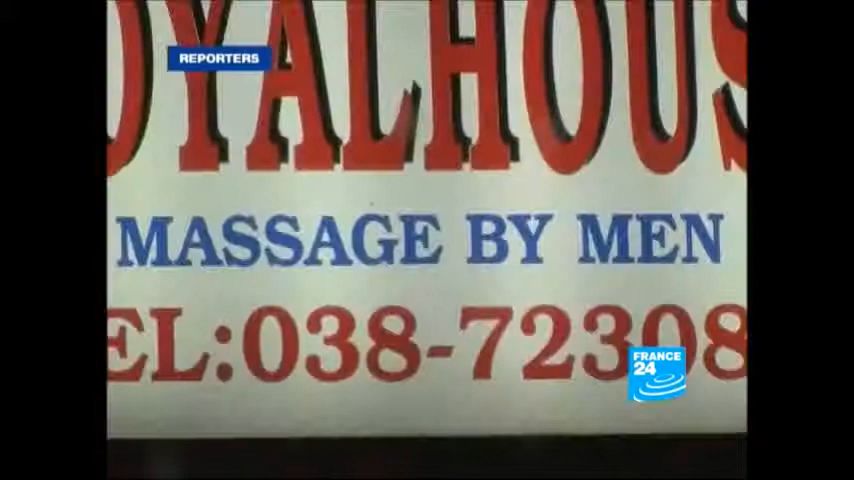 REPORTERS
OYALHOUS
MASSAGE BY MEN
EL:038-72308
FRANCE
24